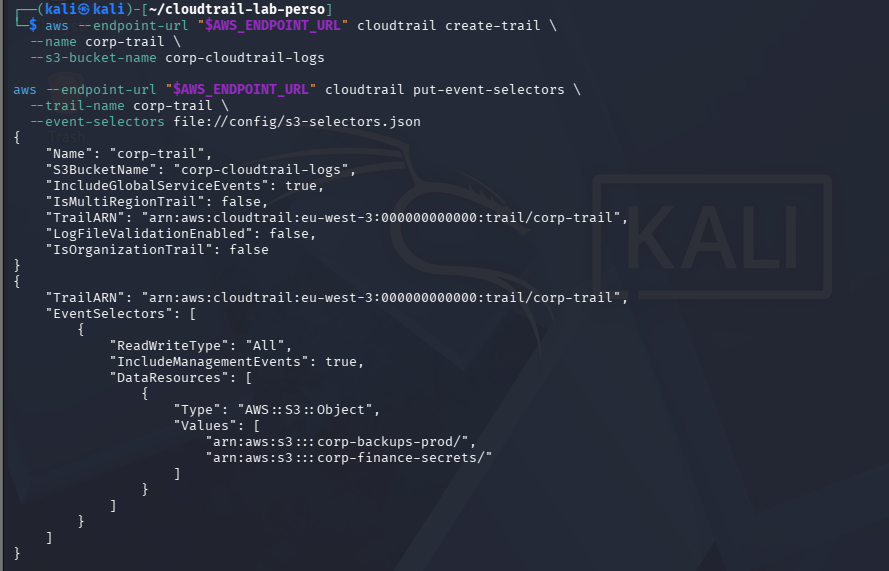 ┌──(kali㉿kali)-[~/cloudtrail-lab-perso]
└─$ aws --endpoint-url "$AWS_ENDPOINT_URL" cloudtrail create-trail \
  --name corp-trail \
  --s3-bucket-name corp-cloudtrail-logs

aws --endpoint-url "$AWS_ENDPOINT_URL" cloudtrail put-event-selectors \
  --trail-name corp-trail \
  --event-selectors file://config/s3-selectors.json
{
    "Name": "corp-trail",
    "S3BucketName": "corp-cloudtrail-logs",
    "IncludeGlobalServiceEvents": true,
    "IsMultiRegionTrail": false,
    "TrailARN": "arn:aws:cloudtrail:eu-west-3:000000000000:trail/corp-trail",
    "LogFileValidationEnabled": false,
    "IsOrganizationTrail": false
}
{
    "TrailARN": "arn:aws:cloudtrail:eu-west-3:000000000000:trail/corp-trail",
    "EventSelectors": [
        {
            "ReadWriteType": "All",
            "IncludeManagementEvents": true,
            "DataResources": [
                {
                    "Type": "AWS::S3::Object",
                    "Values": [
                        "arn:aws:s3:::corp-backups-prod/",
                        "arn:aws:s3:::corp-finance-secrets/"
                    ]
                }
            ]
        }
    ]
}
Trash
KALI